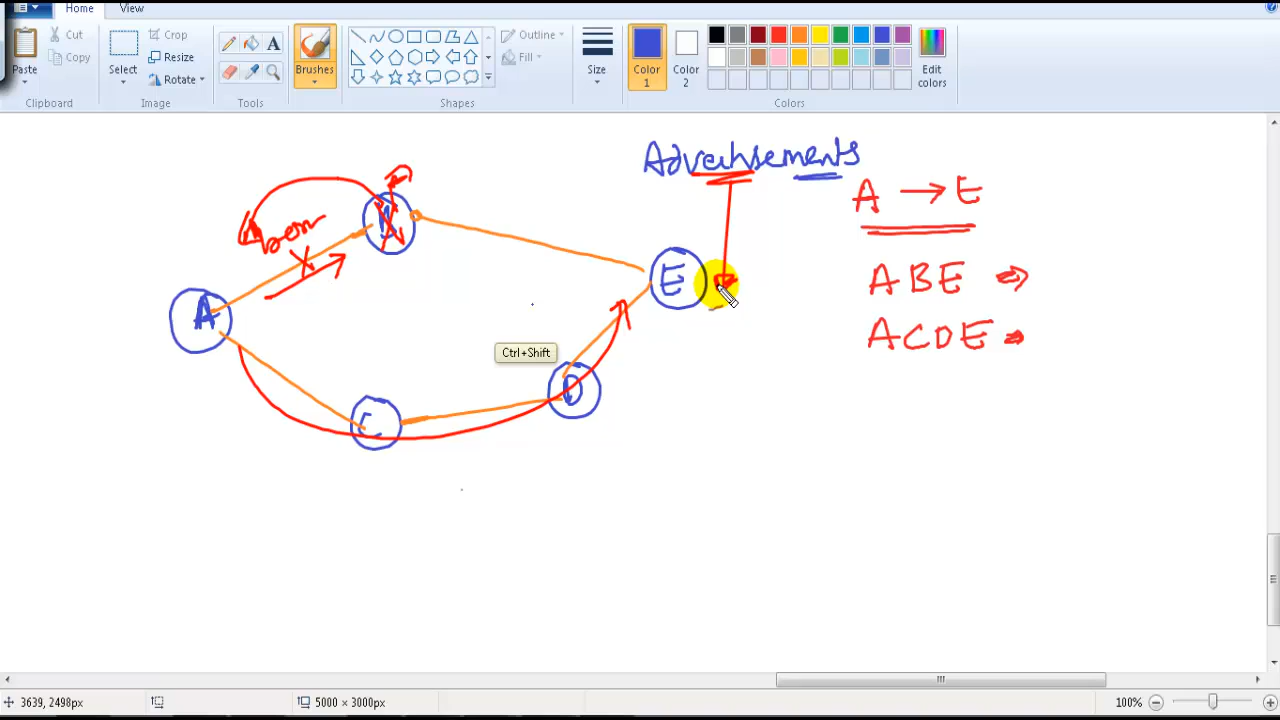 Home View
Cut
Copy
Paste
Clipboard
Select
Crop
Resize
Rotate
Image
Tools
Brushes
Shapes
Outline
Fill
Size
Color 1
Color 2
Colors
Edit colors
Advertisements
A → E
ABE ⇒
ACDE ⇒
A
B
C
D
E
X
Ctrl+Shift
3639, 2498px
5000 × 3000px
100%